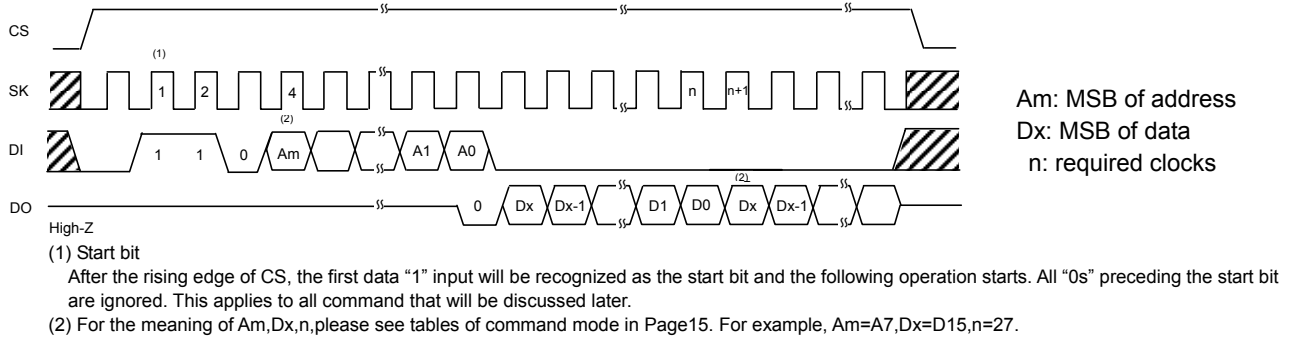 CS
(1)
SK 1 2 4 n n+1
(2)
DI 1 1 0 Am A1 A0
(2)
DO 0 Dx Dx-1 D1 D0 Dx Dx-1
High-Z
Am: MSB of address
Dx: MSB of data
n: required clocks
(1) Start bit
After the rising edge of CS, the first data “1” input will be recognized as the start bit and the following operation starts. All “0s” preceding the start bit
are ignored. This applies to all command that will be discussed later.
(2) For the meaning of Am,Dx,n,please see tables of command mode in Page15. For example, Am=A7,Dx=D15,n=27.